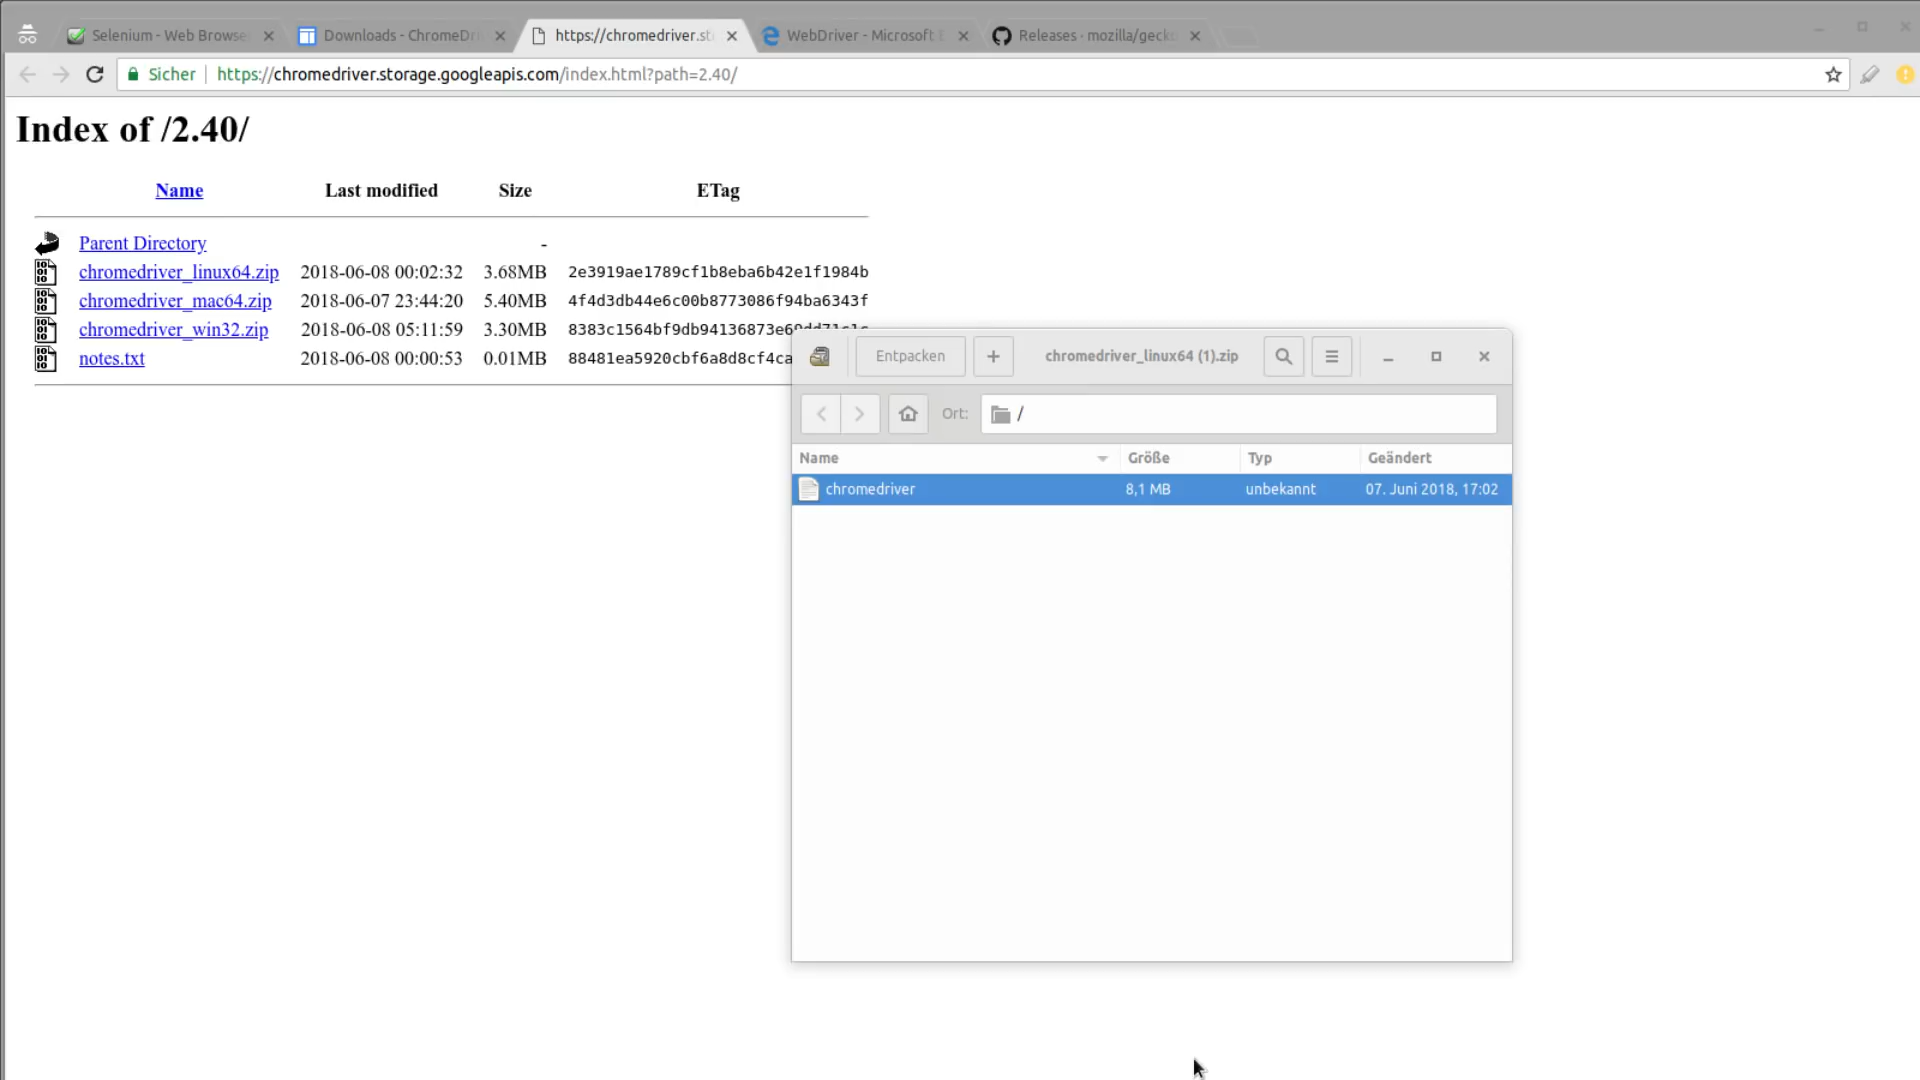 Selenium - Web Browse
Downloads - ChromeDri
https://chromedriver.st
WebDriver - Microsoft E
Releases · mozilla/geck
Sicher
https://chromedriver.storage.googleapis.com/index.html?path=2.40/
Index of /2.40/
Name Last modified Size ETag
Parent Directory -
chromedriver_linux64.zip 2018-06-08 00:02:32 3.68MB 2e3919ae1789cf1b8eba6b42e1f1984b
chromedriver_mac64.zip 2018-06-07 23:44:20 5.40MB 4f4d3db44e6c00b8773086f94ba6343f
chromedriver_win32.zip 2018-06-08 05:11:59 3.30MB
notes.txt 2018-06-08 00:00:53 0.01MB 88481ea5920cbf6a8d8cf4ca
Entpacken + chromedriver_linux64 (1).zip
Ort: /
Name Größe Typ Geändert
chromedriver 8,1 MB unbekannt 07. Juni 2018, 17:02